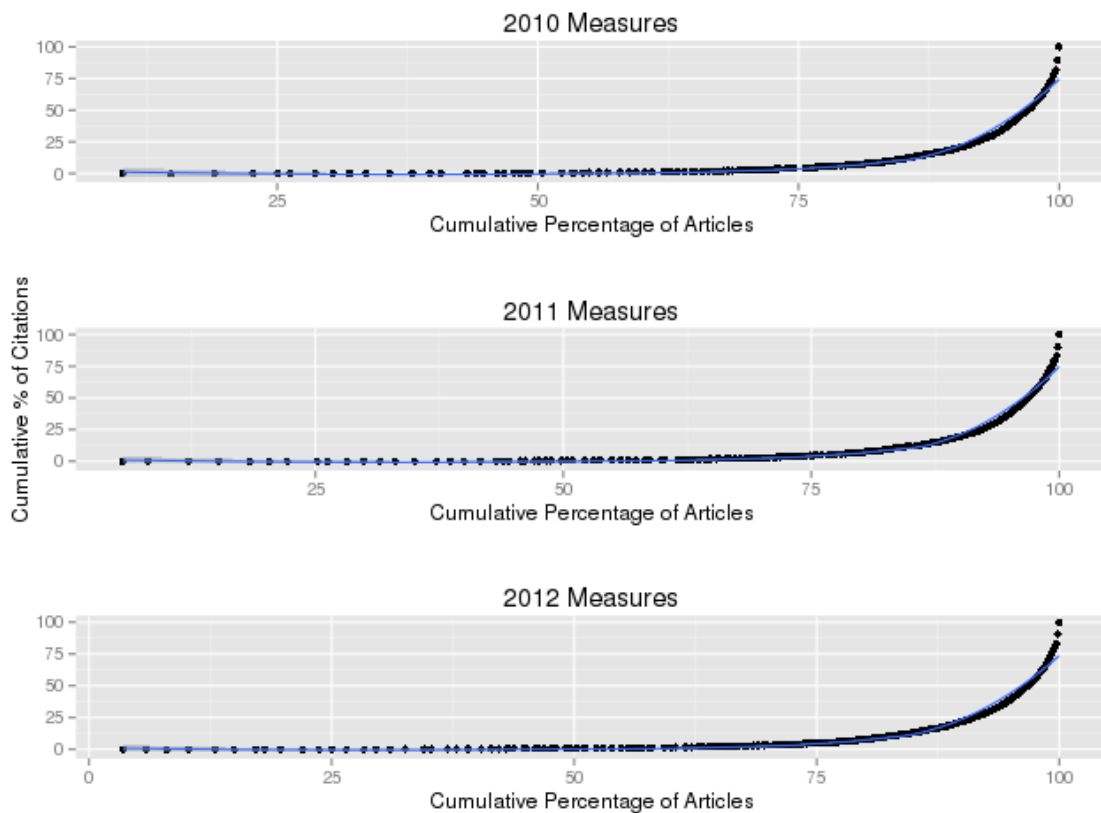 2010 Measures
100
75
50
25
0
25 50 75 100
Cumulative Percentage of Articles
Cumulative % of Citations
2011 Measures
100
75
50
25
0
25 50 75 100
Cumulative Percentage of Articles
2012 Measures
100
75
50
25
0
0 25 50 75 100
Cumulative Percentage of Articles